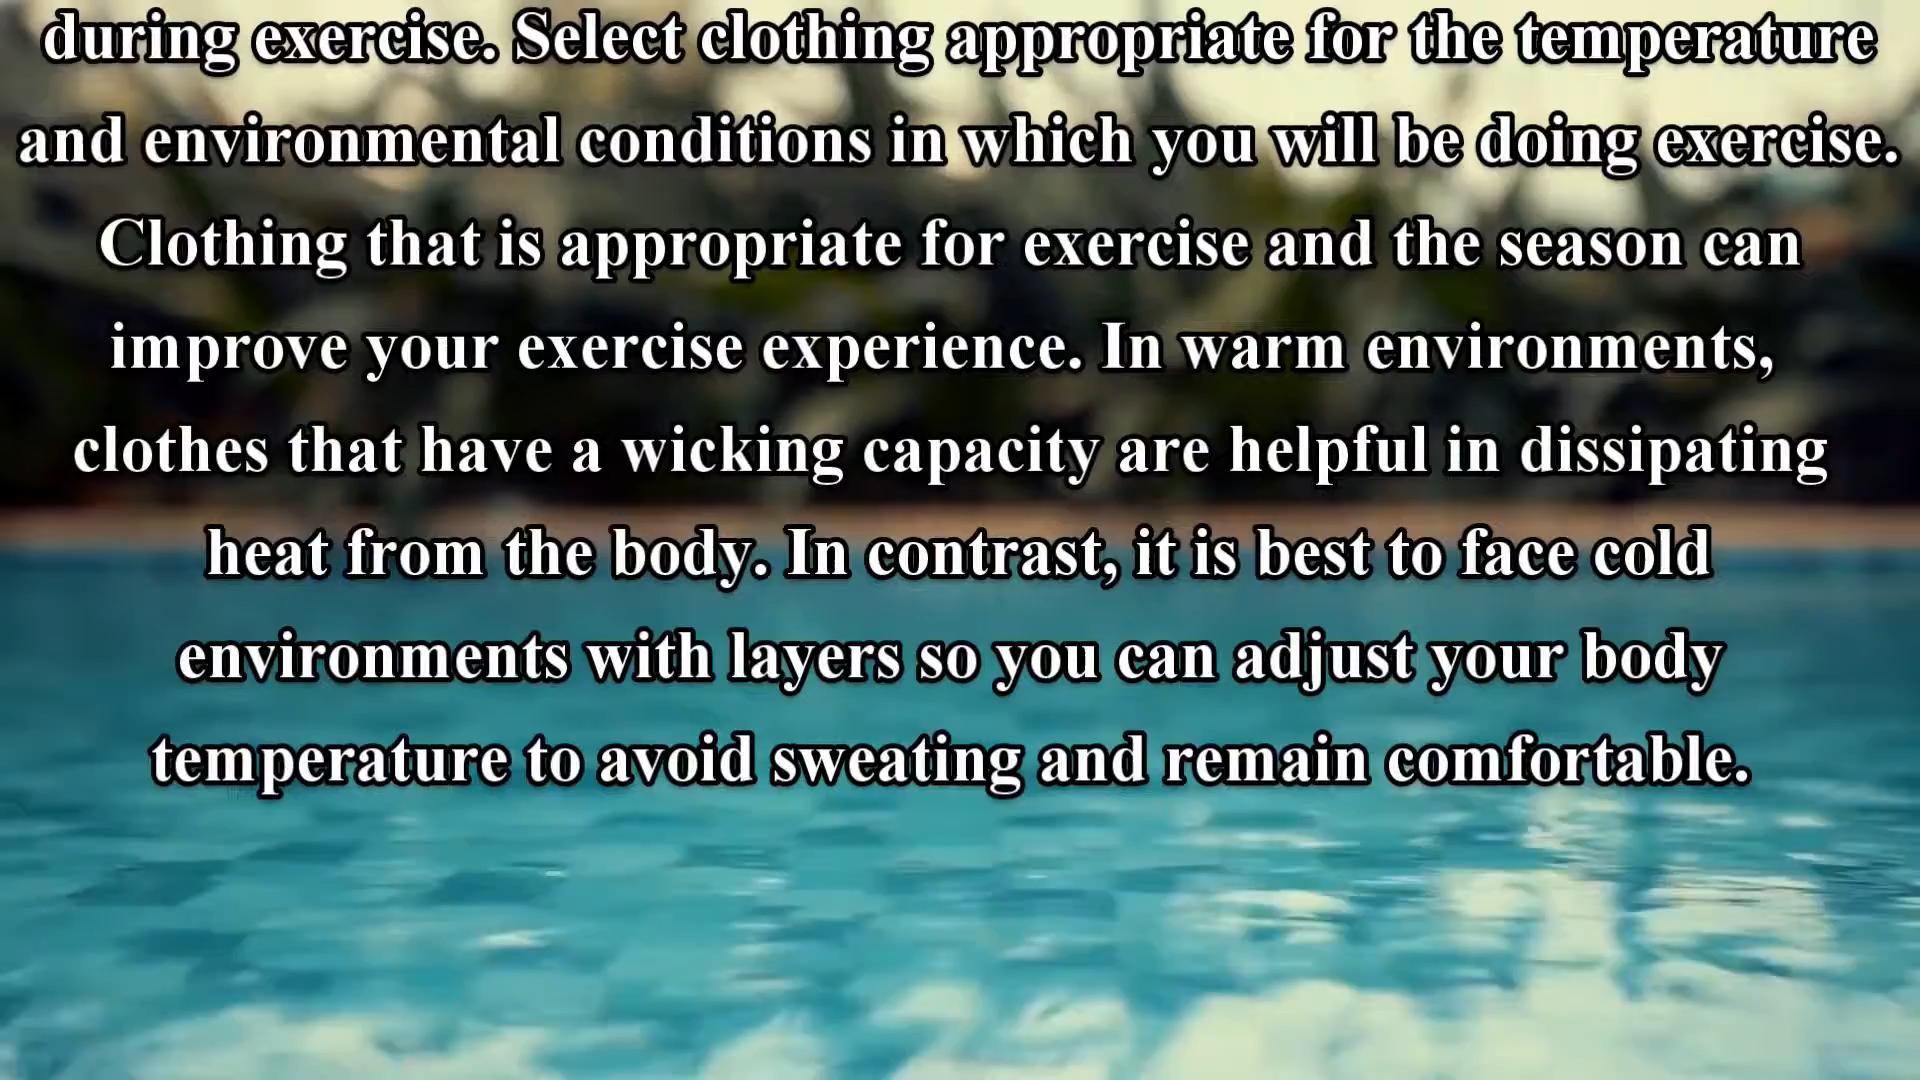 during exercise. Select clothing appropriate for the temperature
and environmental conditions in which you will be doing exercise.
Clothing that is appropriate for exercise and the season can
improve your exercise experience. In warm environments,
clothes that have a wicking capacity are helpful in dissipating
heat from the body. In contrast, it is best to face cold
environments with layers so you can adjust your body
temperature to avoid sweating and remain comfortable.